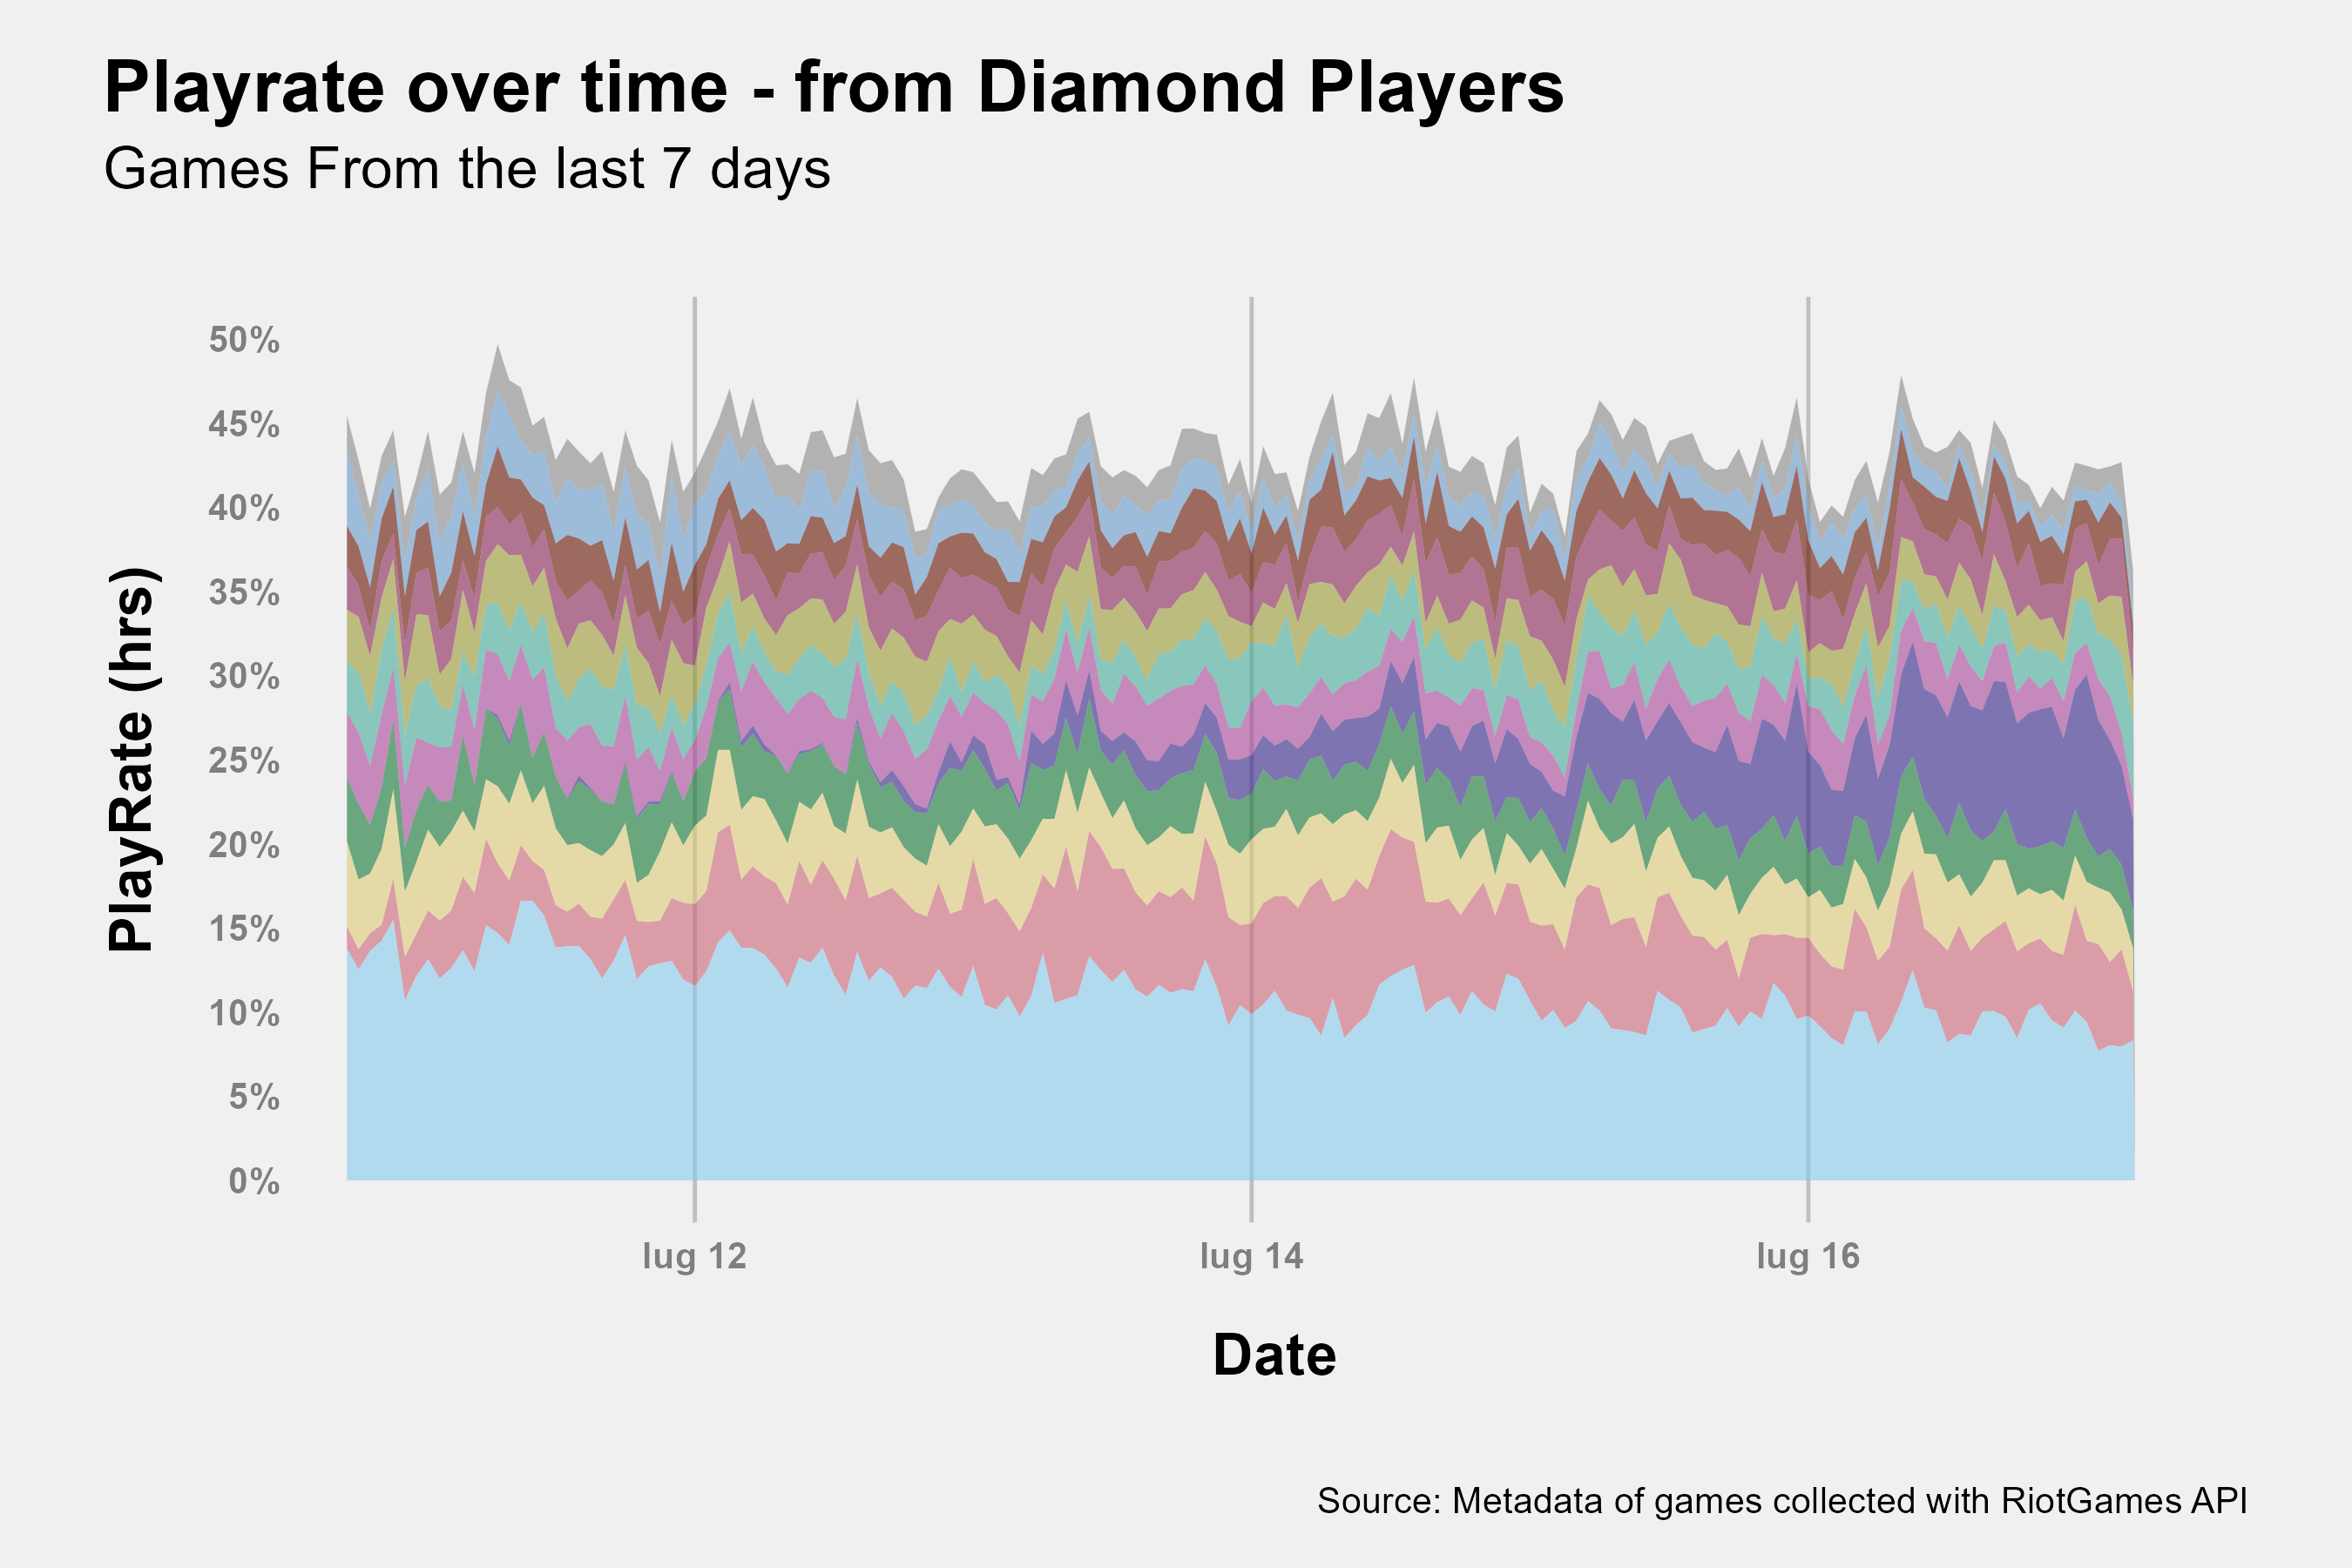 Playrate over time - from Diamond Players
Games From the last 7 days
PlayRate (hrs)
50%
45%
40%
35%
30%
25%
20%
15%
10%
5%
0%
lug 12
lug 14
lug 16
Date
Source: Metadata of games collected with RiotGames API